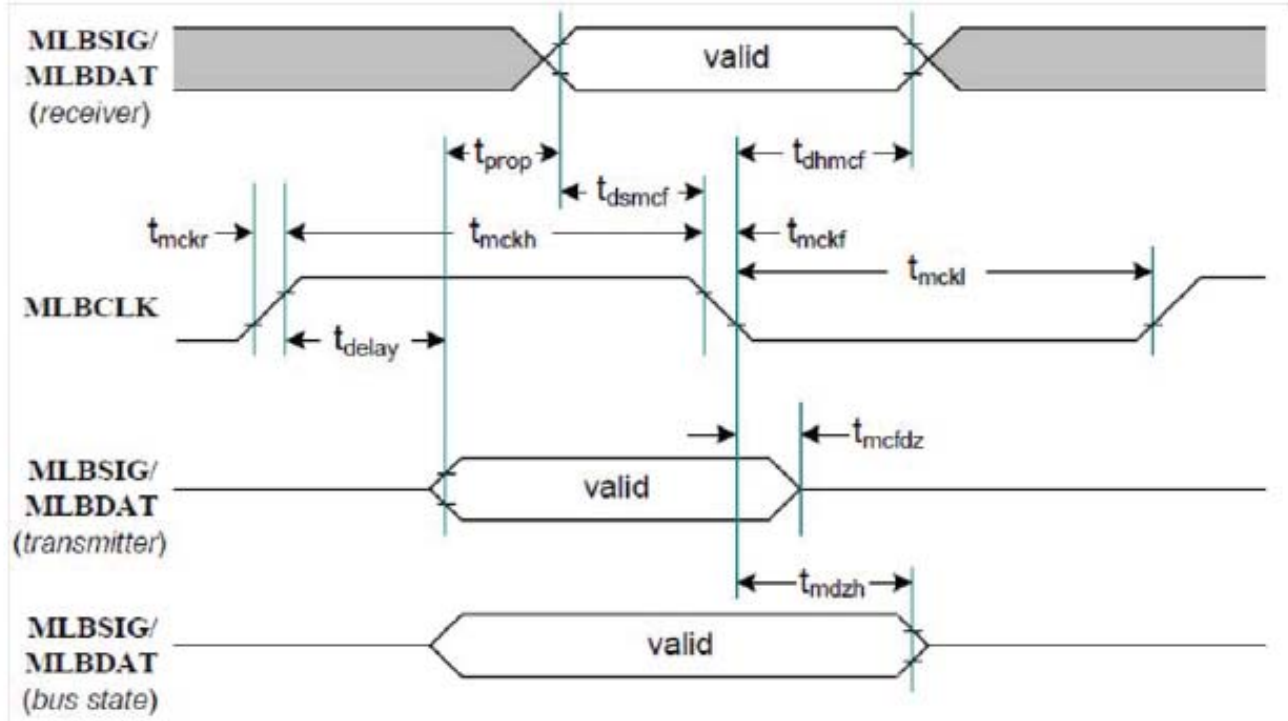 MLBSIG/
MLBDAT
(receiver)
valid
tprop
tdhmcf
tdsmcf
tmckr
tmckh
tmckf
tmckl
MLBCLK
tdelay
tmcfdz
MLBSIG/
MLBDAT
(transmitter)
valid
tmdzh
MLBSIG/
MLBDAT
(bus state)
valid